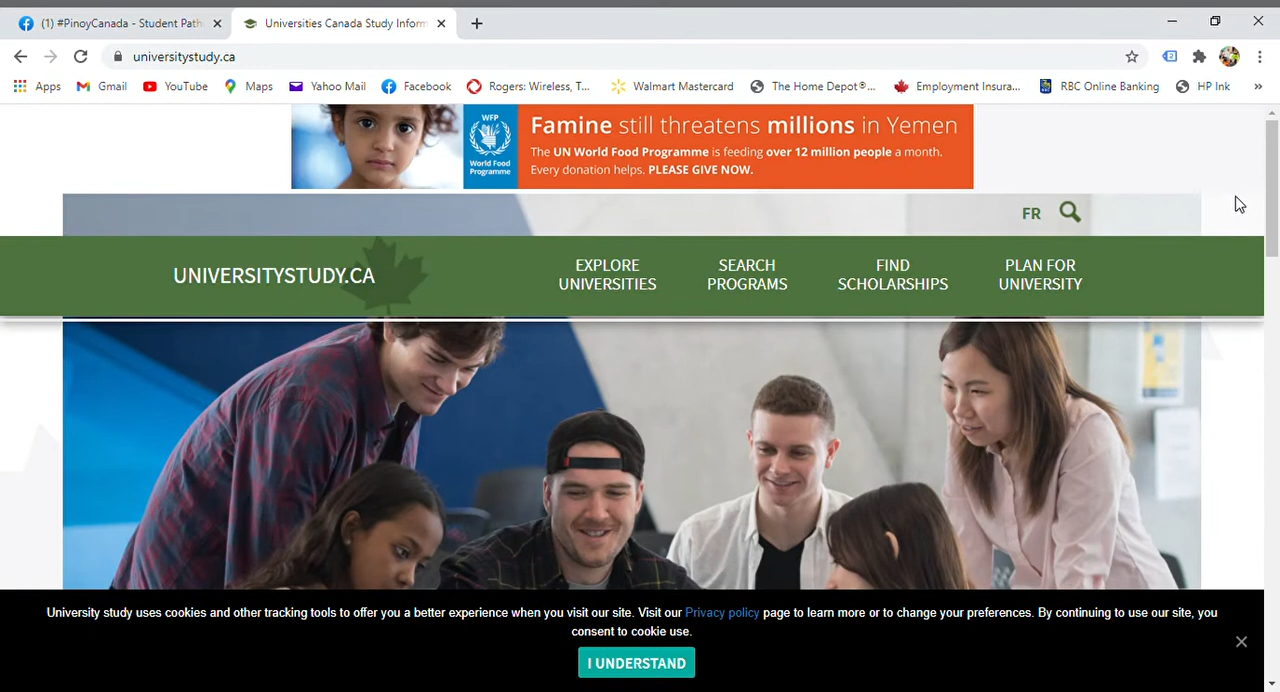 (1) #PinoyCanada - Student Path
Universities Canada Study Inform
universitystudy.ca
Apps Gmail YouTube Maps Yahoo Mail Facebook Rogers: Wireless, T... Walmart Mastercard The Home Depot®... Employment Insura... RBC Online Banking HP Ink »
WFP
World Food
Programme
Famine still threatens millions in Yemen
The UN World Food Programme is feeding over 12 million people a month.
Every donation helps. PLEASE GIVE NOW.
FR
UNIVERSITYSTUDY.CA
EXPLORE
UNIVERSITIES
SEARCH
PROGRAMS
FIND
SCHOLARSHIPS
PLAN FOR
UNIVERSITY
University study uses cookies and other tracking tools to offer you a better experience when you visit our site. Visit our Privacy policy page to learn more or to change your preferences. By continuing to use our site, you
consent to cookie use.
I UNDERSTAND